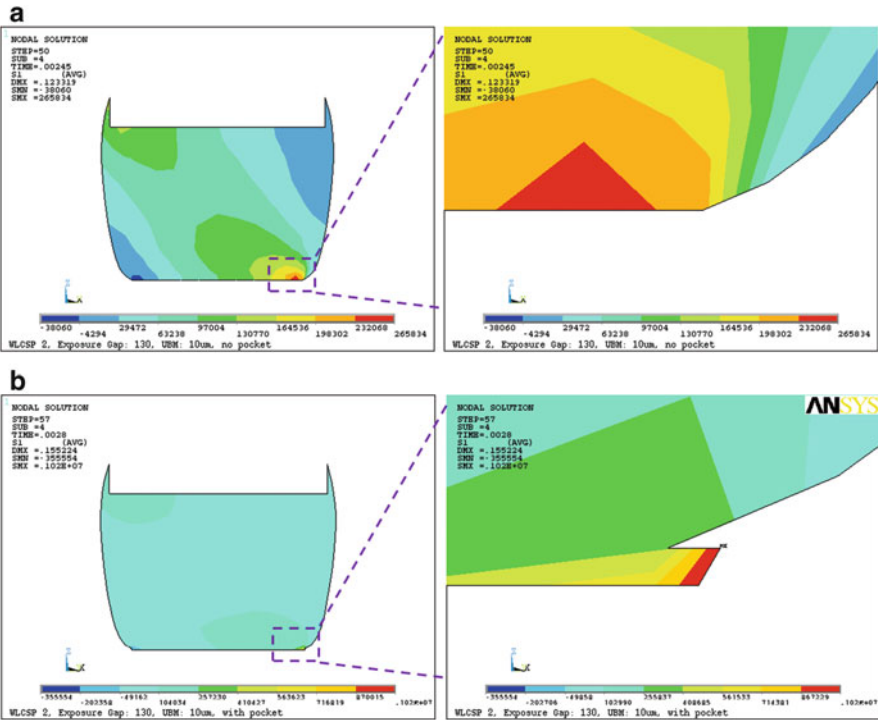 a
NODAL SOLUTION
STEP=50
SUB =4
TIME=.00245
S1 (AVG)
DMX =.123319
SMN =-38060
SMX =265834
-38060 29472 97004 164536 232068
-4294 63238 130770 198302 265834
WLCSP 2, Exposure Gap: 130, UBM: 10um, no pocket
NODAL SOLUTION
STEP=50
SUB =4
TIME=.00245
S1 (AVG)
DMX =.123319
SMN =-38060
SMX =265834
-38060 29472 97004 164536 232068
-4294 63238 130770 198302 265834
WLCSP 2, Exposure Gap: 130, UBM: 10um, no pocket
b
NODAL SOLUTION
STEP=57
SUB =4
TIME=.0028
S1 (AVG)
DMX =.155224
SMN =-355554
SMX =.102E+07
-355554 257230 563623 870015
-202358 104034 410427 716819 .102E+07
WLCSP 2, Exposure Gap: 130, UBM: 10um, with pocket
ANSYS
NODAL SOLUTION
STEP=57
SUB =4
TIME=.0028
S1 (AVG)
DMX =.155224
SMN =-355554
SMX =.102E+07
MX
-355554 255837 561533 867229
102990 408685 714381 .102E+07
WLCSP 2, Exposure Gap: 130, UBM: 10um, with pocket